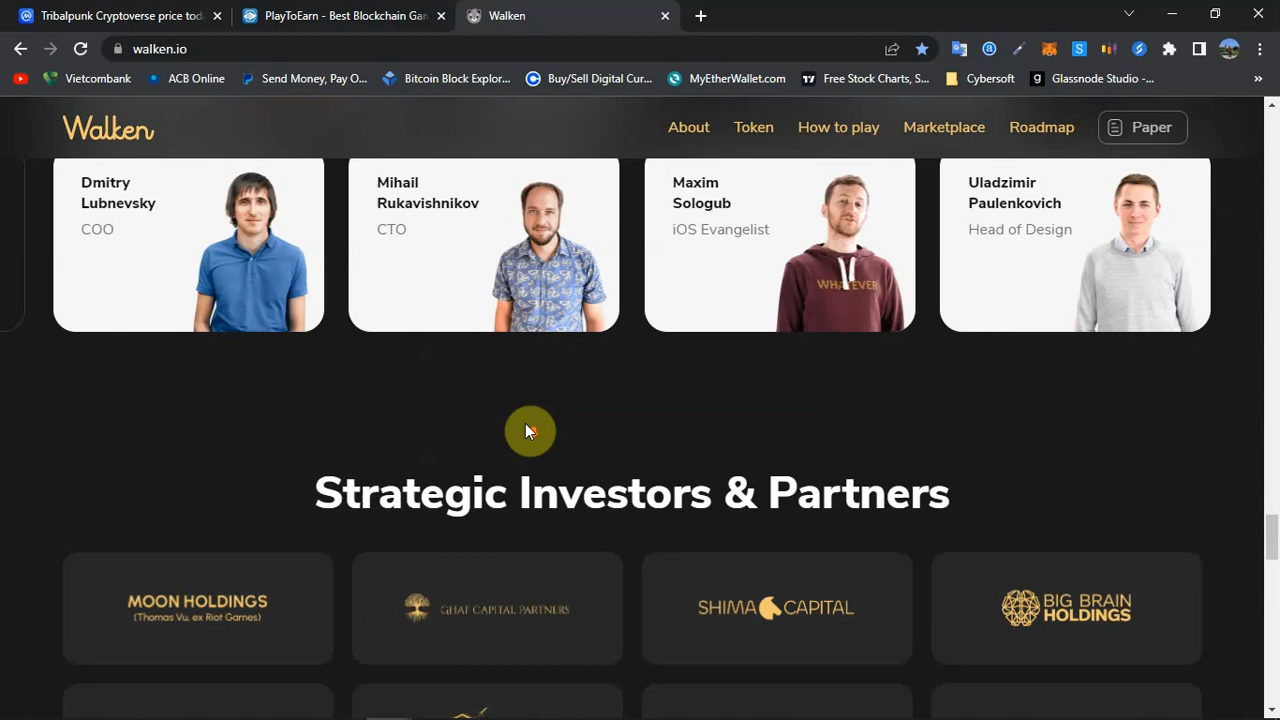 Tribalpunk Cryptoverse price toda
PlayToEarn - Best Blockchain Gam
Walken
walken.io
Vietcombank
ACB Online
Send Money, Pay O...
Bitcoin Block Explor...
Buy/Sell Digital Cur...
MyEtherWallet.com
Free Stock Charts, S...
Cybersoft
Glassnode Studio -...
»
Walken
About
Token
How to play
Marketplace
Roadmap
Paper
Dmitry
Lubnevsky
COO
Mihail
Rukavishnikov
CTO
Maxim
Sologub
iOS Evangelist
WHATEVER
Uladzimir
Paulenkovich
Head of Design
Strategic Investors & Partners
MOON HOLDINGS
(Thomas Vu, ex Riot Games)
GHAF CAPITAL PARTNERS
SHIMA CAPITAL
BIG BRAIN
HOLDINGS